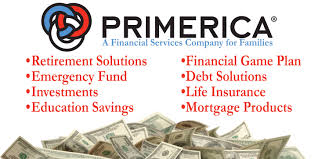 PRIMERICA®
A Financial Services Company for Families
•Retirement Solutions
•Emergency Fund
•Investments
•Education Savings
•Financial Game Plan
•Debt Solutions
•Life Insurance
•Mortgage Products